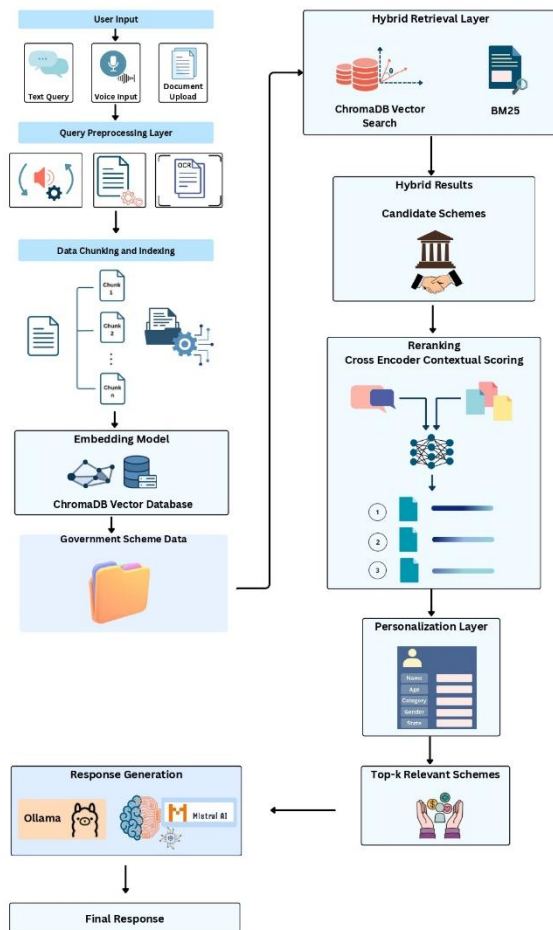 User Input
Text Query
Voice Input
Document
Upload
Query Preprocessing Layer
OCR
Data Chunking and Indexing
Chunk
1
Chunk
2
Chunk
n
Embedding Model
ChromaDB Vector Database
Government Scheme Data
Hybrid Retrieval Layer
θ
ChromaDB Vector
Search
BM25
Hybrid Results
Candidate Schemes
Reranking
Cross Encoder Contextual Scoring
1
2
3
Personalization Layer
Name
Age
Category
Gender
State
Top-k Relevant Schemes
Response Generation
Ollama
Mistral AI
Final Response